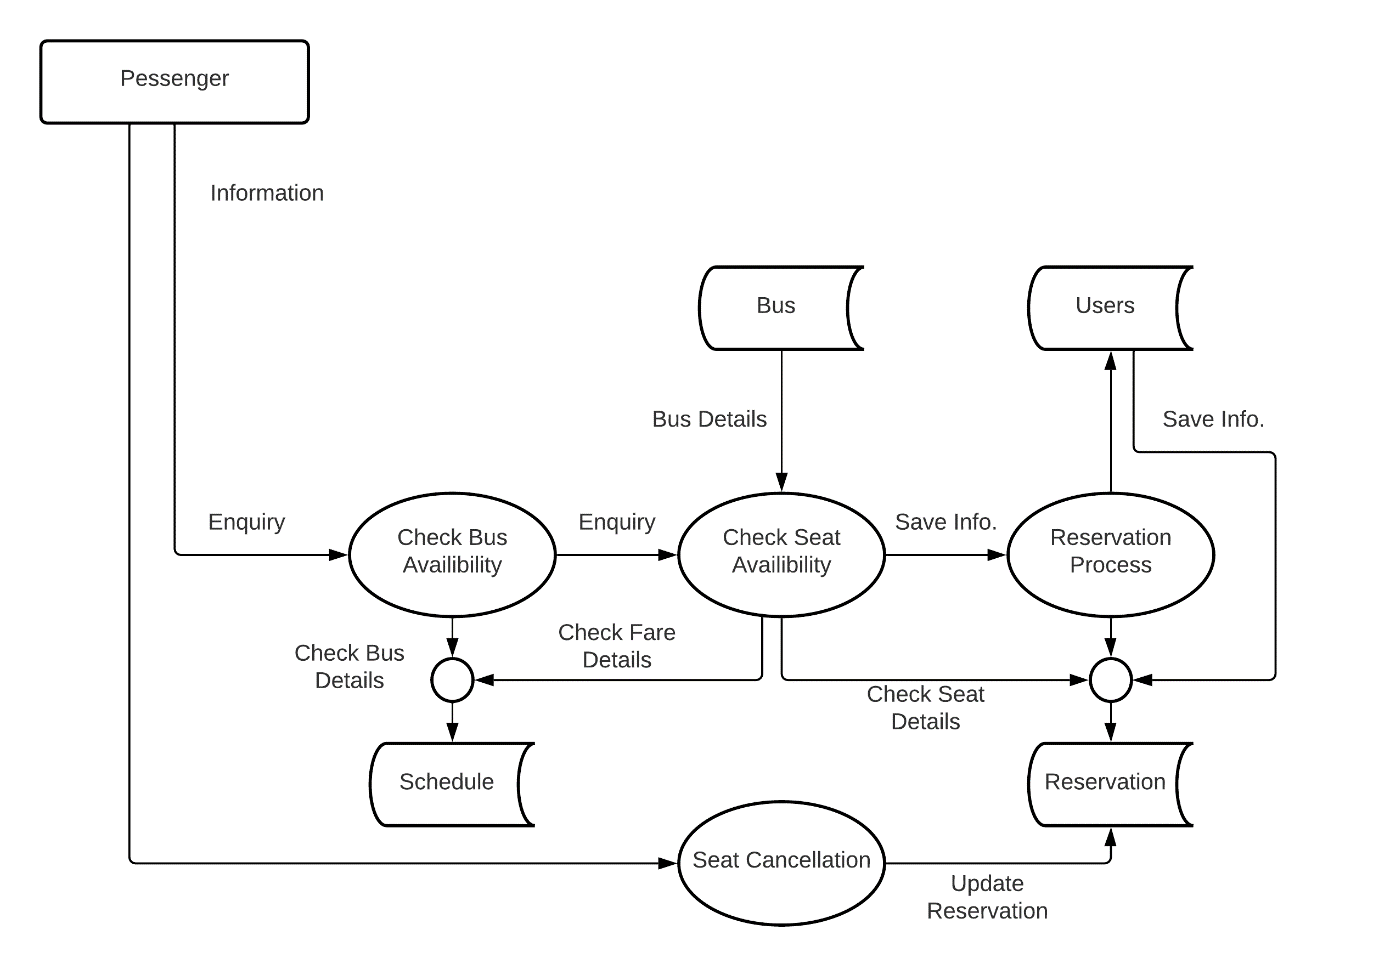 Pessenger
Information
Bus
Users
Bus Details
Save Info.
Enquiry
Enquiry
Save Info.
Check Bus
Availibility
Check Seat
Availibility
Reservation
Process
Check Bus
Details
Check Fare
Details
Check Seat
Details
Schedule
Reservation
Seat Cancellation
Update
Reservation